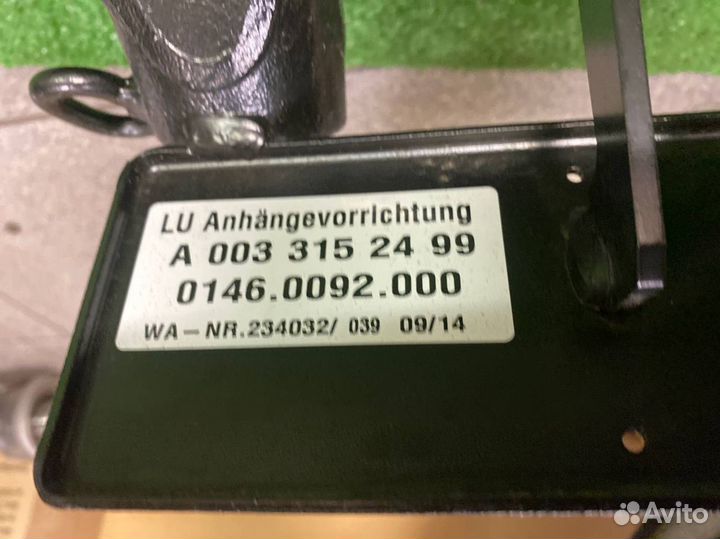 LU Anhängevorrichtung
A 003 315 24 99
0146.0092.000
WA-NR.234032/ 039 09/14
Avito